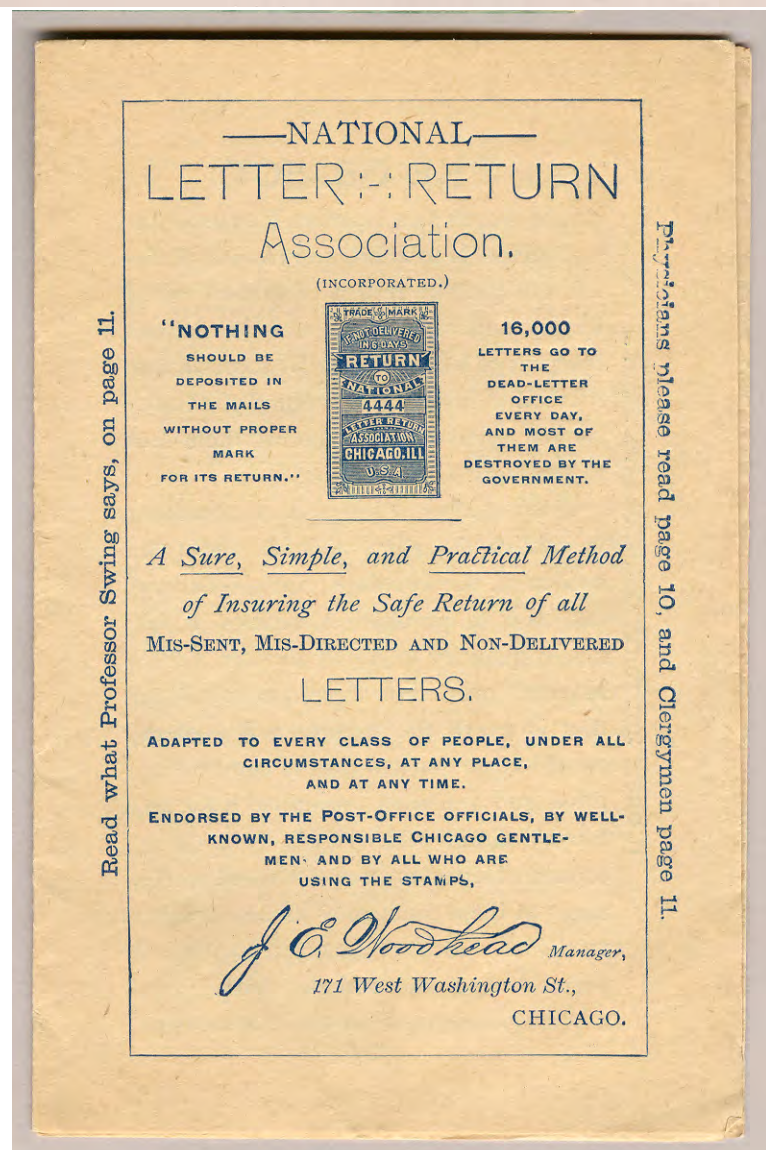 —NATIONAL—
LETTER :-: RETURN
Association.
(INCORPORATED.)
"NOTHING
SHOULD BE
DEPOSITED IN
THE MAILS
WITHOUT PROPER
MARK
FOR ITS RETURN."
TRADE MARK
IF NOT DELIVERED
IN 6 DAYS
RETURN
TO
NATIONAL
4444
LETTER RETURN
ASSOCIATION
CHICAGO, ILL
U.S.A.
16,000
LETTERS GO TO
THE
DEAD-LETTER
OFFICE
EVERY DAY,
AND MOST OF
THEM ARE
DESTROYED BY THE
GOVERNMENT.
A Sure, Simple, and Practical Method
of Insuring the Safe Return of all
MIS-SENT, MIS-DIRECTED AND NON-DELIVERED
LETTERS.
ADAPTED TO EVERY CLASS OF PEOPLE, UNDER ALL
CIRCUMSTANCES, AT ANY PLACE,
AND AT ANY TIME.
ENDORSED BY THE POST-OFFICE OFFICIALS, BY WELL-
KNOWN, RESPONSIBLE CHICAGO GENTLE-
MEN, AND BY ALL WHO ARE
USING THE STAMPS,
J. E. Woodhead Manager,
171 West Washington St.,
CHICAGO.
Read what Professor Swing says, on page 11.
Physicians please read page 10, and Clergymen page 11.